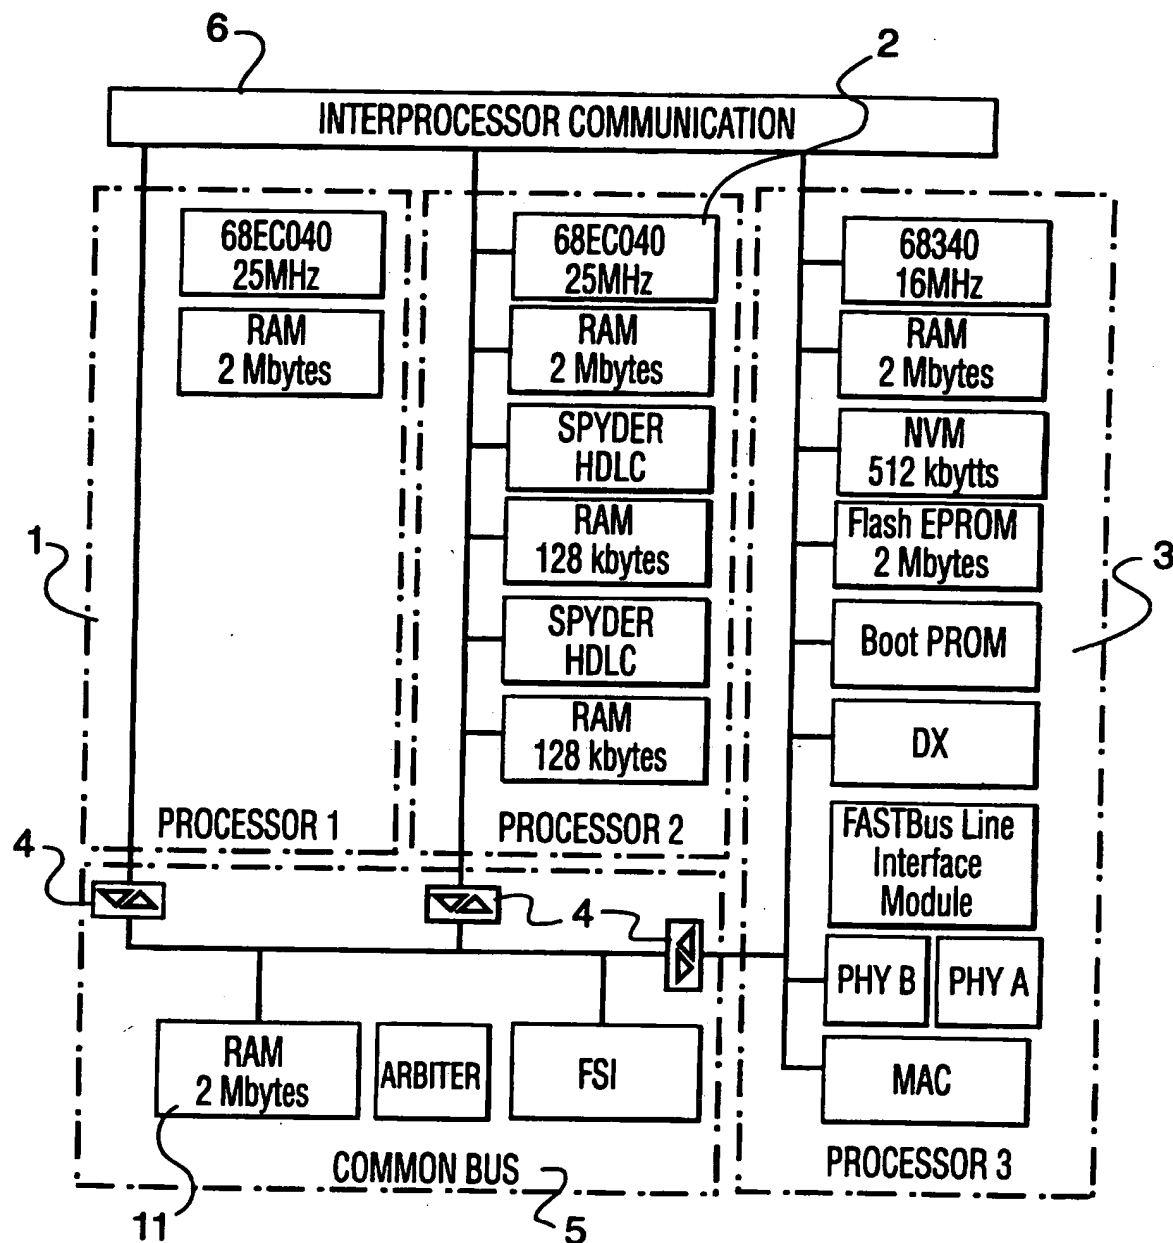 6
2
INTERPROCESSOR COMMUNICATION
68EC040
25MHz
RAM
2 Mbytes
PROCESSOR 1
1
68EC040
25MHz
RAM
2 Mbytes
SPYDER
HDLC
RAM
128 kbytes
SPYDER
HDLC
RAM
128 kbytes
PROCESSOR 2
68340
16MHz
RAM
2 Mbytes
NVM
512 kbytts
Flash EPROM
2 Mbytes
Boot PROM
DX
FASTBus Line
Interface
Module
PHY B
PHY A
MAC
PROCESSOR 3
3
4
4
RAM
2 Mbytes
ARBITER
FSI
COMMON BUS
11
5